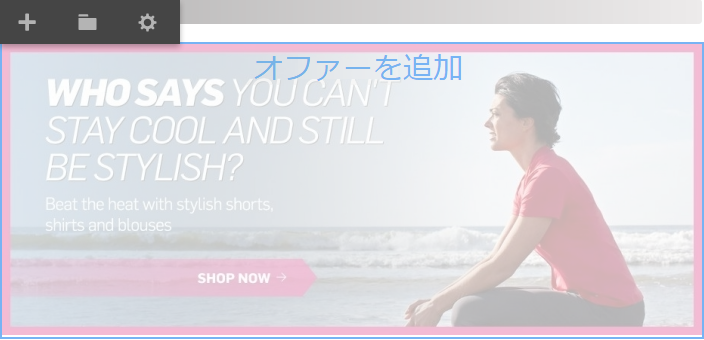 オファーを追加
WHO SAYS YOU CAN'T
STAY COOL AND STILL
BE STYLISH?
Beat the heat with stylish shorts,
shirts and blouses
SHOP NOW →